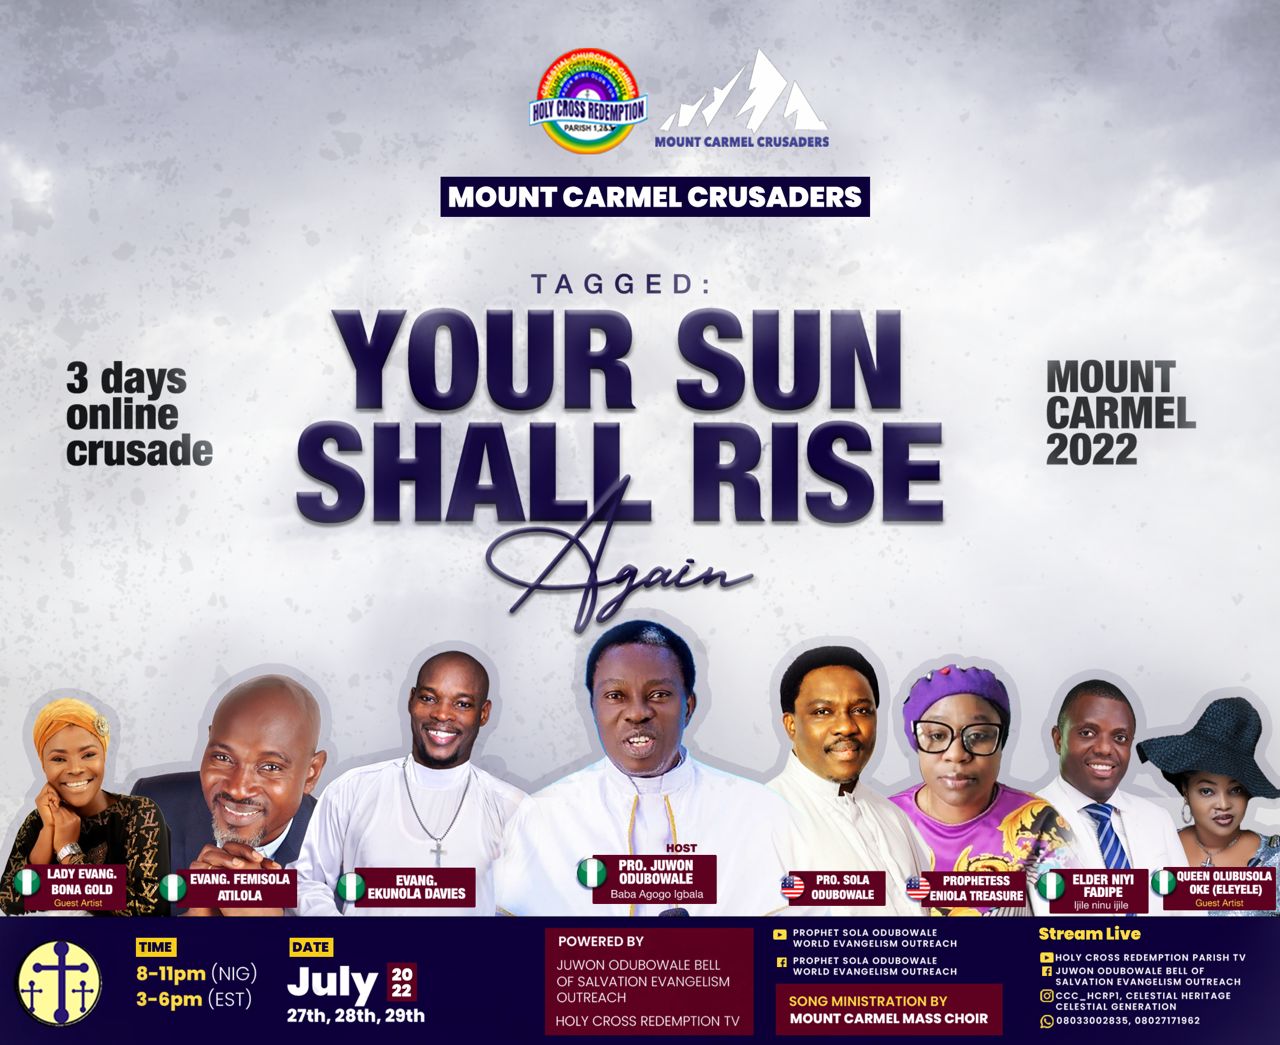 CELESTIAL CHURCH OF CHRIST
HOLY CROSS REDEMPTION
PARISH 1,2&3
MOUNT CARMEL CRUSADERS
MOUNT CARMEL CRUSADERS
TAGGED:
YOUR SUN
SHALL RISE
Again
3 days
online
crusade
MOUNT
CARMEL
2022
LADY EVANG.
BONA GOLD
Guest Artist
EVANG. FEMISOLA
ATILOLA
EVANG.
EKUNOLA DAVIES
HOST
PRO. JUWON
ODUBOWALE
Baba Agogo Igbala
PRO. SOLA
ODUBOWALE
PROPHETESS
ENIOLA TREASURE
ELDER NIYI
FADIPE
Ijile ninu ijile
QUEEN OLUBUSOLA
OKE (ELEYELE)
Guest Artist
TIME
8-11pm (NIG)
3-6pm (EST)
DATE
July 2022
27th, 28th, 29th
POWERED BY
JUWON ODUBOWALE BELL
OF SALVATION EVANGELISM
OUTREACH
HOLY CROSS REDEMPTION TV
PROPHET SOLA ODUBOWALE
WORLD EVANGELISM OUTREACH
PROPHET SOLA ODUBOWALE
WORLD EVANGELISM OUTREACH
SONG MINISTRATION BY
MOUNT CARMEL MASS CHOIR
Stream Live
HOLY CROSS REDEMPTION PARISH TV
JUWON ODUBOWALE BELL OF
SALVATION EVANGELISM OUTREACH
CCC_HCRP1, CELESTIAL HERITAGE
CELESTIAL GENERATION
08033002835, 08027171962